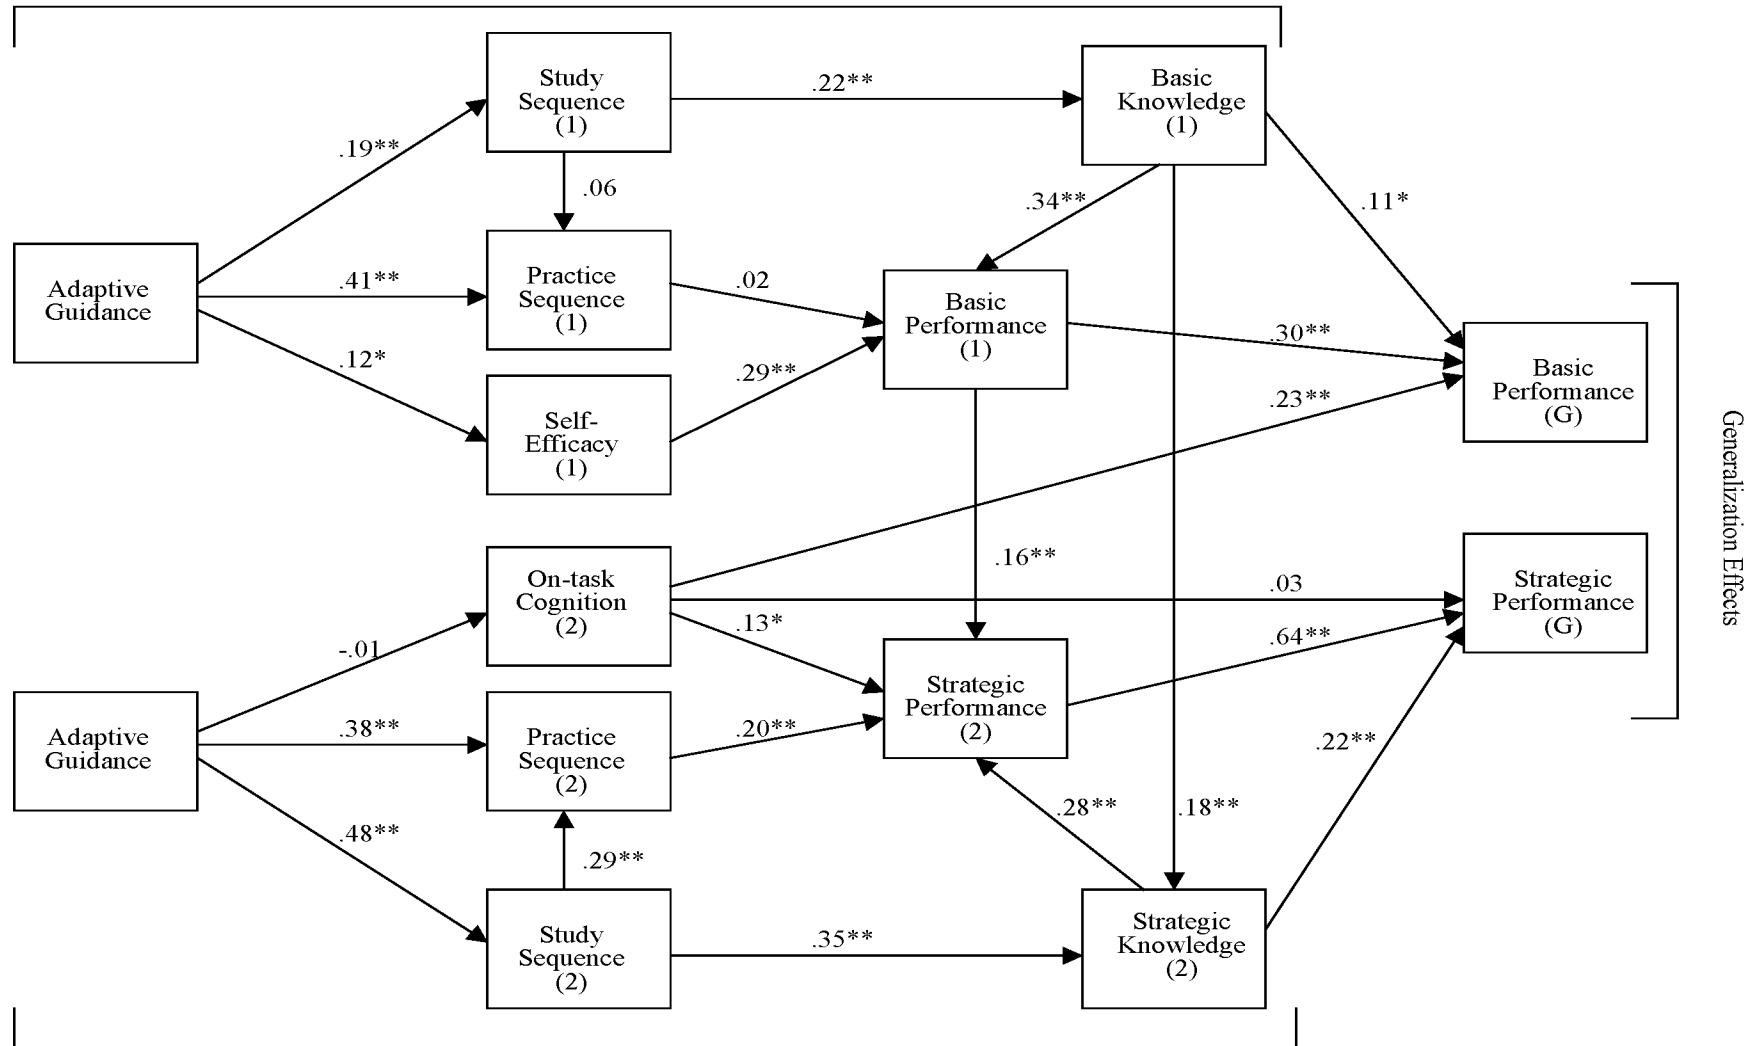 Study
Sequence
(1)
.22**
Basic
Knowledge
(1)
.19**
.06
.34**
.11*
Adaptive
Guidance
.41**
Practice
Sequence
(1)
.02
Basic
Performance
(1)
.30**
.12*
.29**
Self-
Efficacy
(1)
.23**
Basic
Performance
(G)
Generalization Effects
On-task
Cognition
(2)
.16**
.03
Strategic
Performance
(G)
-.01
.13*
.64**
Adaptive
Guidance
.38**
Practice
Sequence
(2)
.20**
Strategic
Performance
(2)
.22**
.48**
.29**
.28**
.18**
Study
Sequence
(2)
.35**
Strategic
Knowledge
(2)